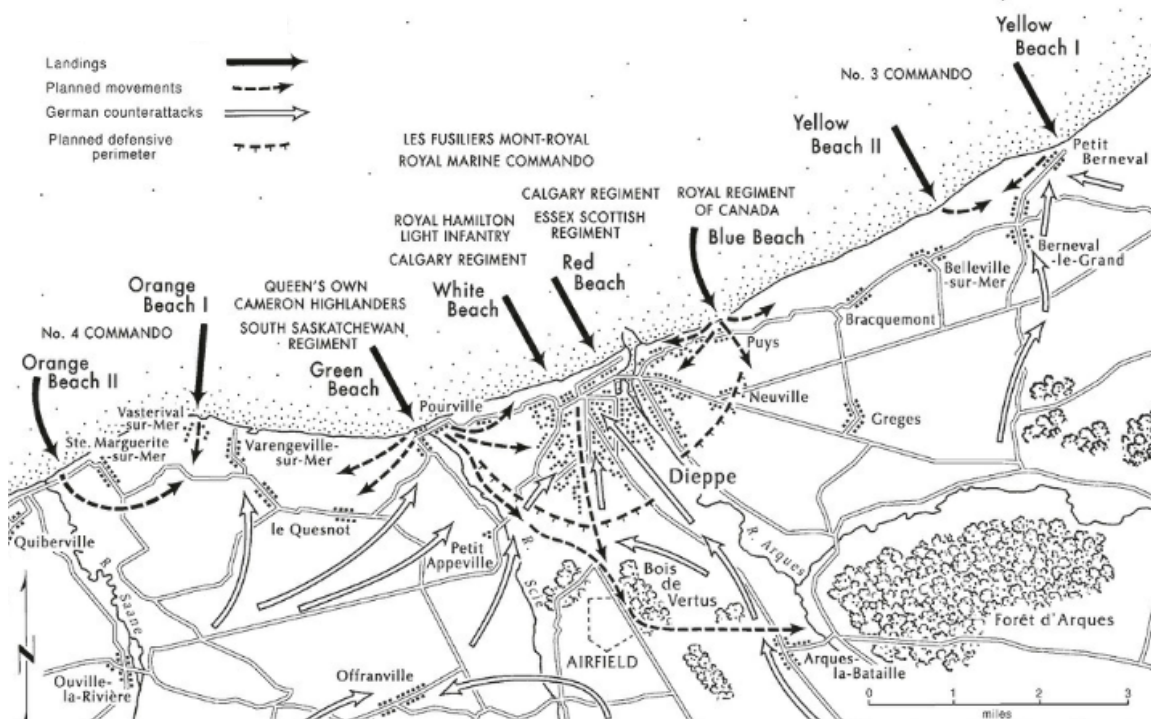 Landings
Planned movements
German counterattacks
Planned defensive
perimeter
Yellow
Beach I
No. 3 COMMANDO
Yellow
Beach II
Petit
Berneval
LES FUSILIERS MONT-ROYAL
ROYAL MARINE COMMANDO
CALGARY REGIMENT
ESSEX SCOTTISH
REGIMENT
Red
Beach
ROYAL REGIMENT
OF CANADA
Blue Beach
ROYAL HAMILTON
LIGHT INFANTRY
CALGARY REGIMENT
White
Beach
Berneval
-le-Grand
Belleville
-sur-Mer
Bracquemont
Orange
Beach I
QUEEN'S OWN
CAMERON HIGHLANDERS
SOUTH SASKATCHEWAN
REGIMENT
Green
Beach
No. 4 COMMANDO
Orange
Beach II
Puys
Vasterival
-sur-Mer
Pourville
Neuville
Greges
Ste. Marguerite
-sur-Mer
Varengeville-
sur-Mer
Dieppe
Quiberville
le Quesnot
Petit
Appeville
R. Scie
R. Saane
R. Arques
Bois
de
Vertus
Forêt d'Arques
AIRFIELD
Ouville-
la-Rivière
Offranville
Arques-
la-Bataille
N
0 1 2 3
miles